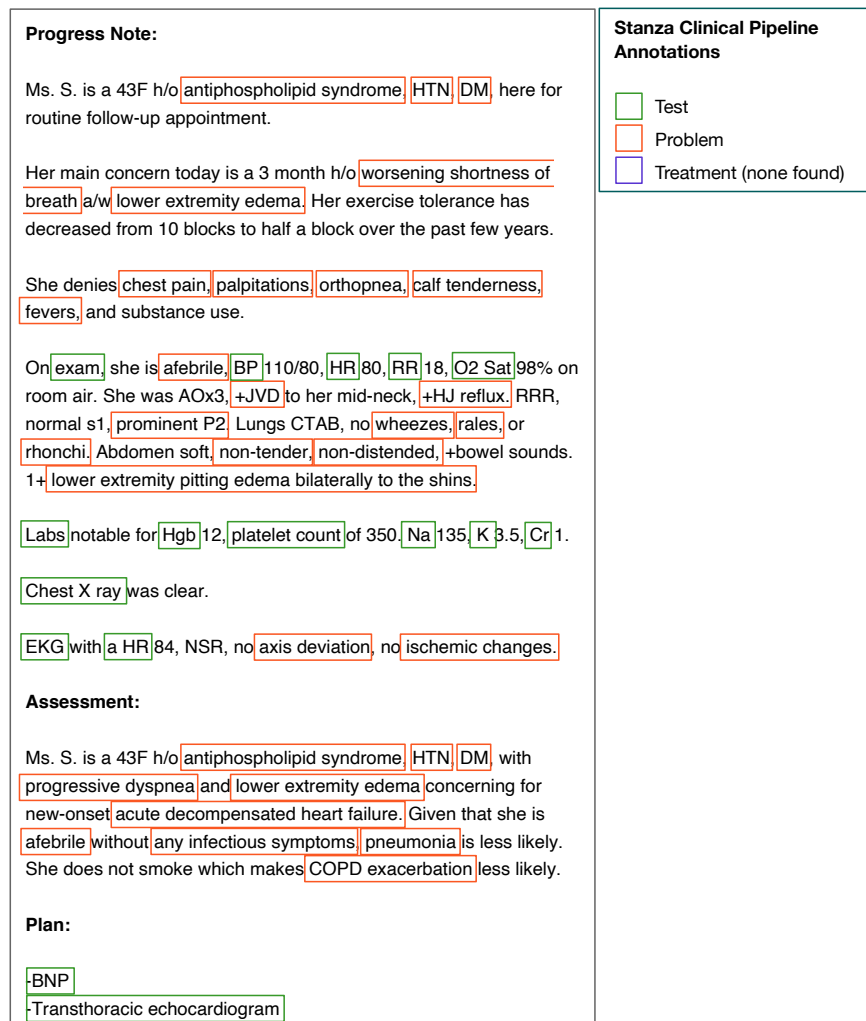 Progress Note:
Ms. S. is a 43F h/o antiphospholipid syndrome, HTN, DM, here for
routine follow-up appointment.
Her main concern today is a 3 month h/o worsening shortness of
breath a/w lower extremity edema. Her exercise tolerance has
decreased from 10 blocks to half a block over the past few years.
She denies chest pain, palpitations, orthopnea, calf tenderness,
fevers, and substance use.
On exam, she is afebrile, BP 110/80, HR 80, RR 18, O2 Sat 98% on
room air. She was AOx3, +JVD to her mid-neck, +HJ reflux. RRR,
normal s1, prominent P2. Lungs CTAB, no wheezes, rales, or
rhonchi. Abdomen soft, non-tender, non-distended, +bowel sounds.
1+ lower extremity pitting edema bilaterally to the shins.
Labs notable for Hgb 12, platelet count of 350. Na 135, K 3.5, Cr 1.
Chest X ray was clear.
EKG with a HR 84, NSR, no axis deviation, no ischemic changes.
Assessment:
Ms. S. is a 43F h/o antiphospholipid syndrome, HTN, DM, with
progressive dyspnea and lower extremity edema concerning for
new-onset acute decompensated heart failure. Given that she is
afebrile without any infectious symptoms, pneumonia is less likely.
She does not smoke which makes COPD exacerbation less likely.
Plan:
-BNP
-Transthoracic echocardiogram
Stanza Clinical Pipeline
Annotations
Test
Problem
Treatment (none found)